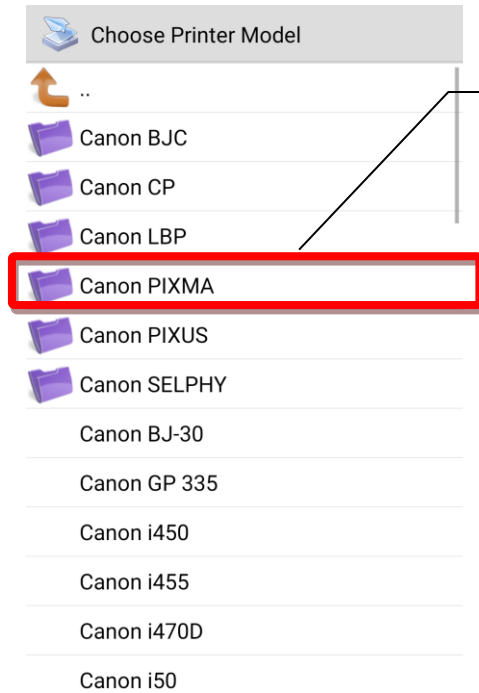 Choose Printer Model
..
Canon BJC
Canon CP
Canon LBP
Canon PIXMA
Canon PIXUS
Canon SELPHY
Canon BJ-30
Canon GP 335
Canon i450
Canon i455
Canon i470D
Canon i50